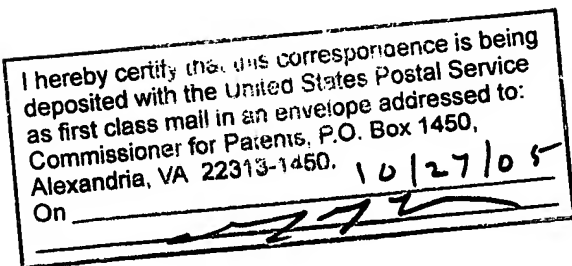 I hereby certify that this correspondence is being
deposited with the United States Postal Service
as first class mail in an envelope addressed to:
Commissioner for Patents, P.O. Box 1450,
Alexandria, VA 22313-1450.
On 10/27/05